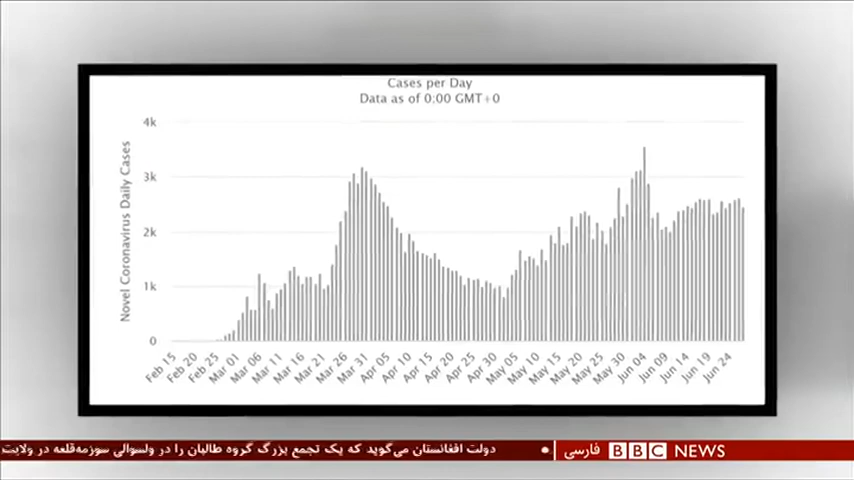 Cases per Day
Data as of 0:00 GMT+0
Novel Coronavirus Daily Cases
4k
3k
2k
1k
0
Feb 15
Feb 20
Feb 25
Mar 01
Mar 06
Mar 11
Mar 16
Mar 21
Mar 26
Mar 31
Apr 05
Apr 10
Apr 15
Apr 20
Apr 25
Apr 30
May 05
May 10
May 15
May 20
May 25
May 30
Jun 04
Jun 09
Jun 14
Jun 19
Jun 24
دولت افغانستان می‌گوید که یک تجمع بزرگ گروه طالبان را در ولسوالی سوزمه‌قلعه در ولایت
BBC NEWS فارسی